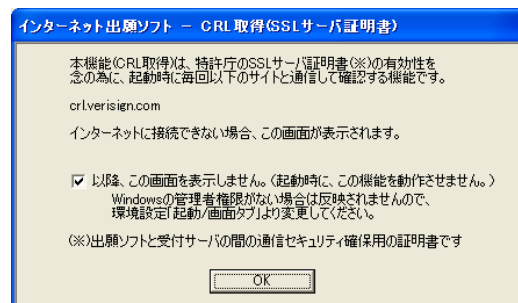 インターネット出願ソフト － CRL取得(SSLサーバ証明書)
本機能(CRL取得)は、特許庁のSSLサーバ証明書(※)の有効性を
念の為に、起動時に毎回以下のサイトと通信して確認する機能です。
crl.verisign.com
インターネットに接続できない場合、この画面が表示されます。
以降、この画面を表示しません。(起動時に、この機能を動作させません。)
Windowsの管理者権限がない場合は反映されませんので、
環境設定「起動/画面タブ」より変更してください。
(※)出願ソフトと受付サーバの間の通信セキュリティ確保用の証明書です
OK